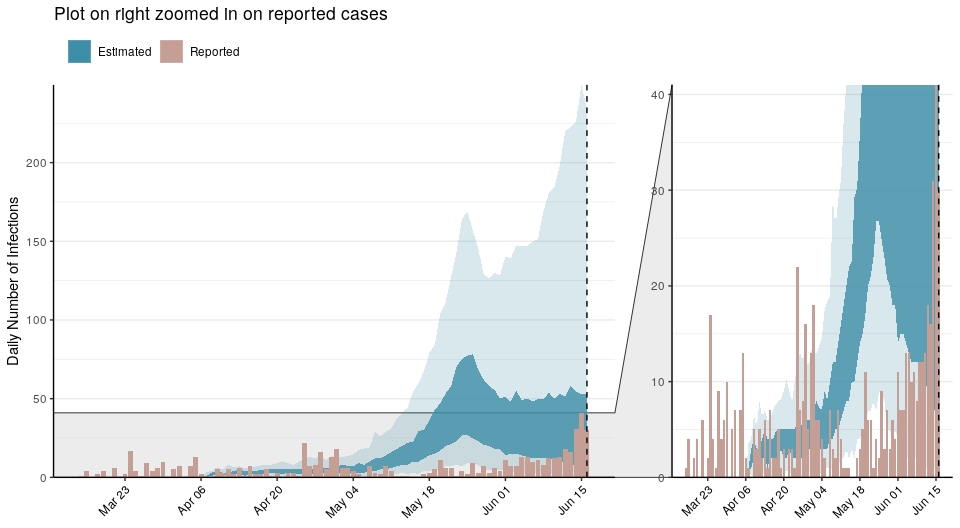 Plot on right zoomed in on reported cases
Estimated Reported
Daily Number of Infections
200
150
100
50
0
Mar 23 Apr 06 Apr 20 May 04 May 18 Jun 01 Jun 15
40
30
20
10
0
Mar 23 Apr 06 Apr 20 May 04 May 18 Jun 01 Jun 15